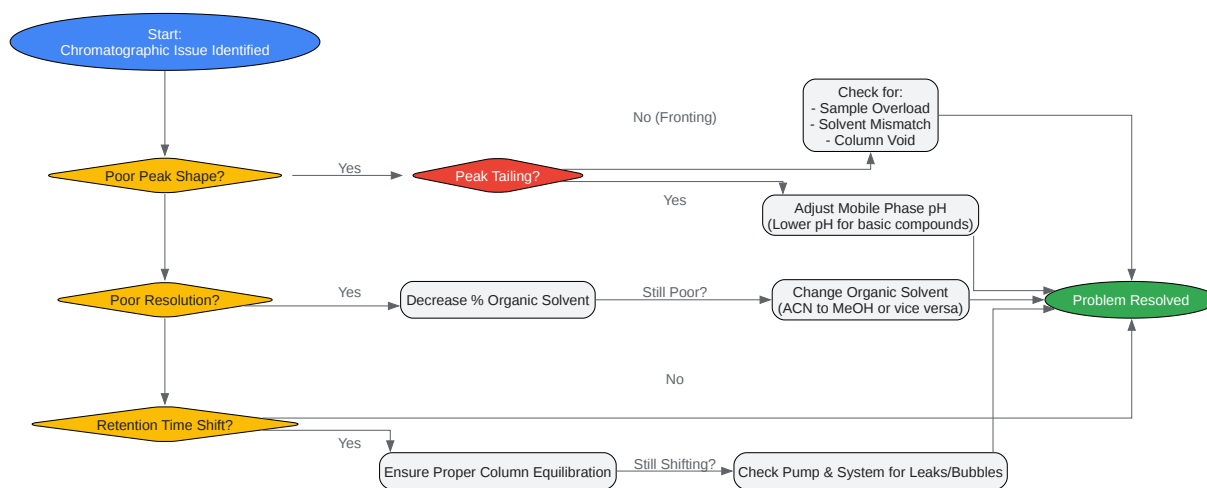 Start:
Chromatographic Issue Identified
Check for:
- Sample Overload
- Solvent Mismatch
- Column Void
No (Fronting)
Poor Peak Shape?
Yes
Peak Tailing?
Yes
Adjust Mobile Phase pH
(Lower pH for basic compounds)
Poor Resolution?
Yes
Decrease % Organic Solvent
Still Poor?
Change Organic Solvent
(ACN to MeOH or vice versa)
Problem Resolved
No
Retention Time Shift?
Yes
Ensure Proper Column Equilibration
Still Shifting?
Check Pump & System for Leaks/Bubbles